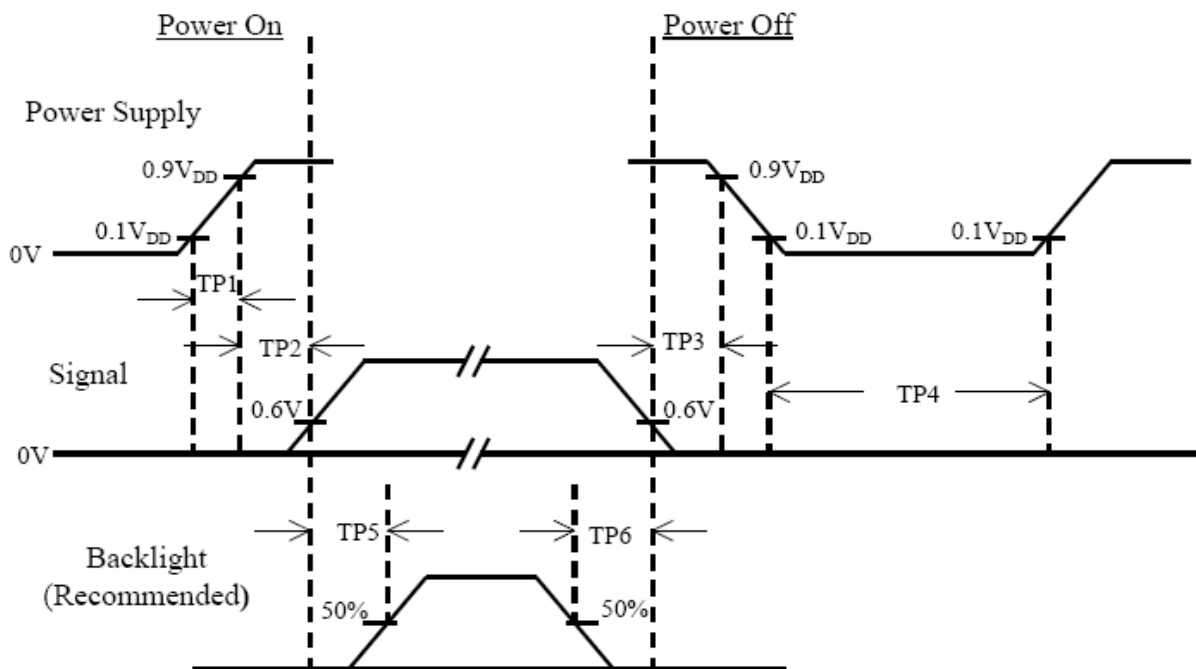 Power On
Power Off
Power Supply
0.9VDD
0.9VDD
0.1VDD
0.1VDD
0.1VDD
0V
TP1
TP2
TP3
Signal
TP4
0.6V
0.6V
0V
TP5
TP6
Backlight
(Recommended)
50%
50%